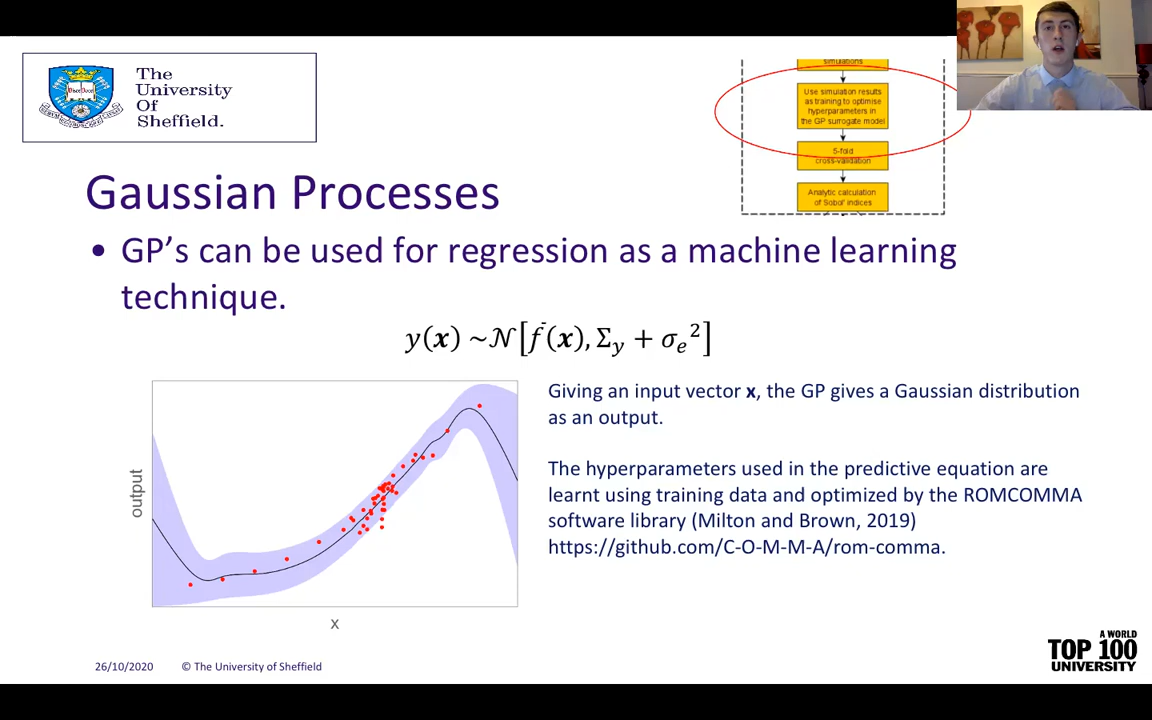 The
University
Of
Sheffield.
simulations
Use simulation results
as training to optimise
hyperparameters in
the GP surrogate model
5-fold
cross-validation
Analytic calculation
of Sobol' indices
Gaussian Processes
• GP’s can be used for regression as a machine learning
technique.
y(x) ~𝒩[f̄(x), Σy + σe²]
output
x
Giving an input vector x, the GP gives a Gaussian distribution
as an output.
The hyperparameters used in the predictive equation are
learnt using training data and optimized by the ROMCOMMA
software library (Milton and Brown, 2019)
https://github.com/C-O-M-M-A/rom-comma.
26/10/2020 © The University of Sheffield
A WORLD
TOP 100
UNIVERSITY